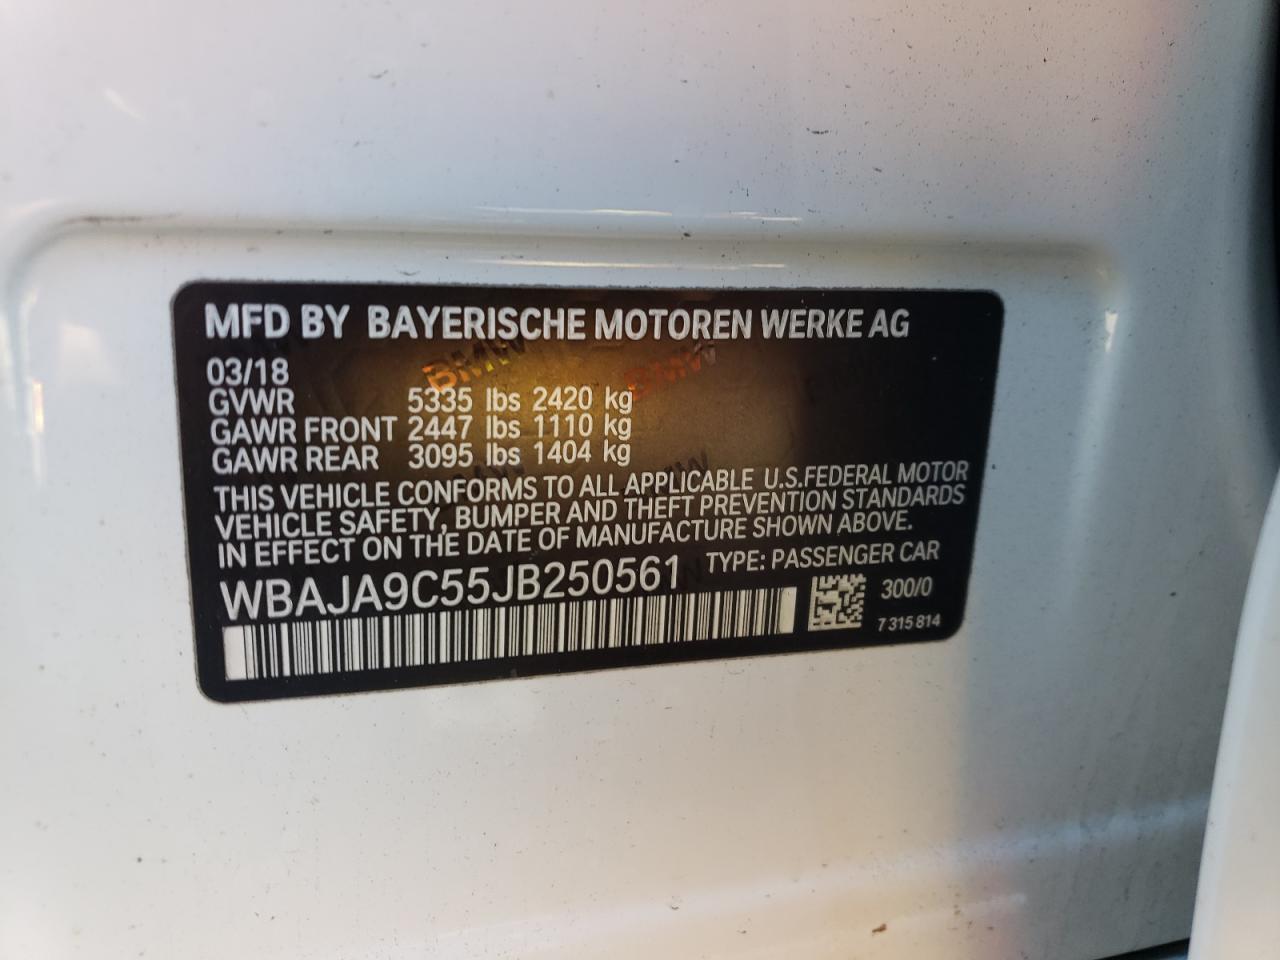 MFD BY BAYERISCHE MOTOREN WERKE AG
03/18
GVWR 5335 lbs 2420 kg
GAWR FRONT 2447 lbs 1110 kg
GAWR REAR 3095 lbs 1404 kg
THIS VEHICLE CONFORMS TO ALL APPLICABLE U.S.FEDERAL MOTOR
VEHICLE SAFETY, BUMPER AND THEFT PREVENTION STANDARDS
IN EFFECT ON THE DATE OF MANUFACTURE SHOWN ABOVE.
WBAJA9C55JB250561 TYPE: PASSENGER CAR
300/0
7 315 814
BMW
BMW
BMW